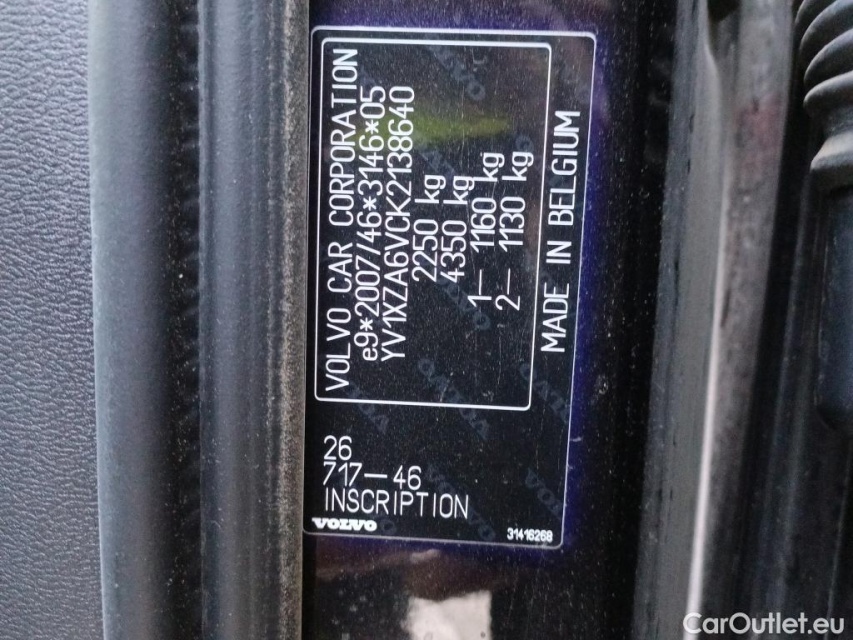 VOLVO CAR CORPORATION
e9*2007/46*3146*05
YV1XZA6VCK2138640
2250 kg
4350 kg
1— 1160 kg
2— 1130 kg
MADE IN BELGIUM
26
717—46
INSCRIPTION
VOLVO
31416268
CarOutlet.eu